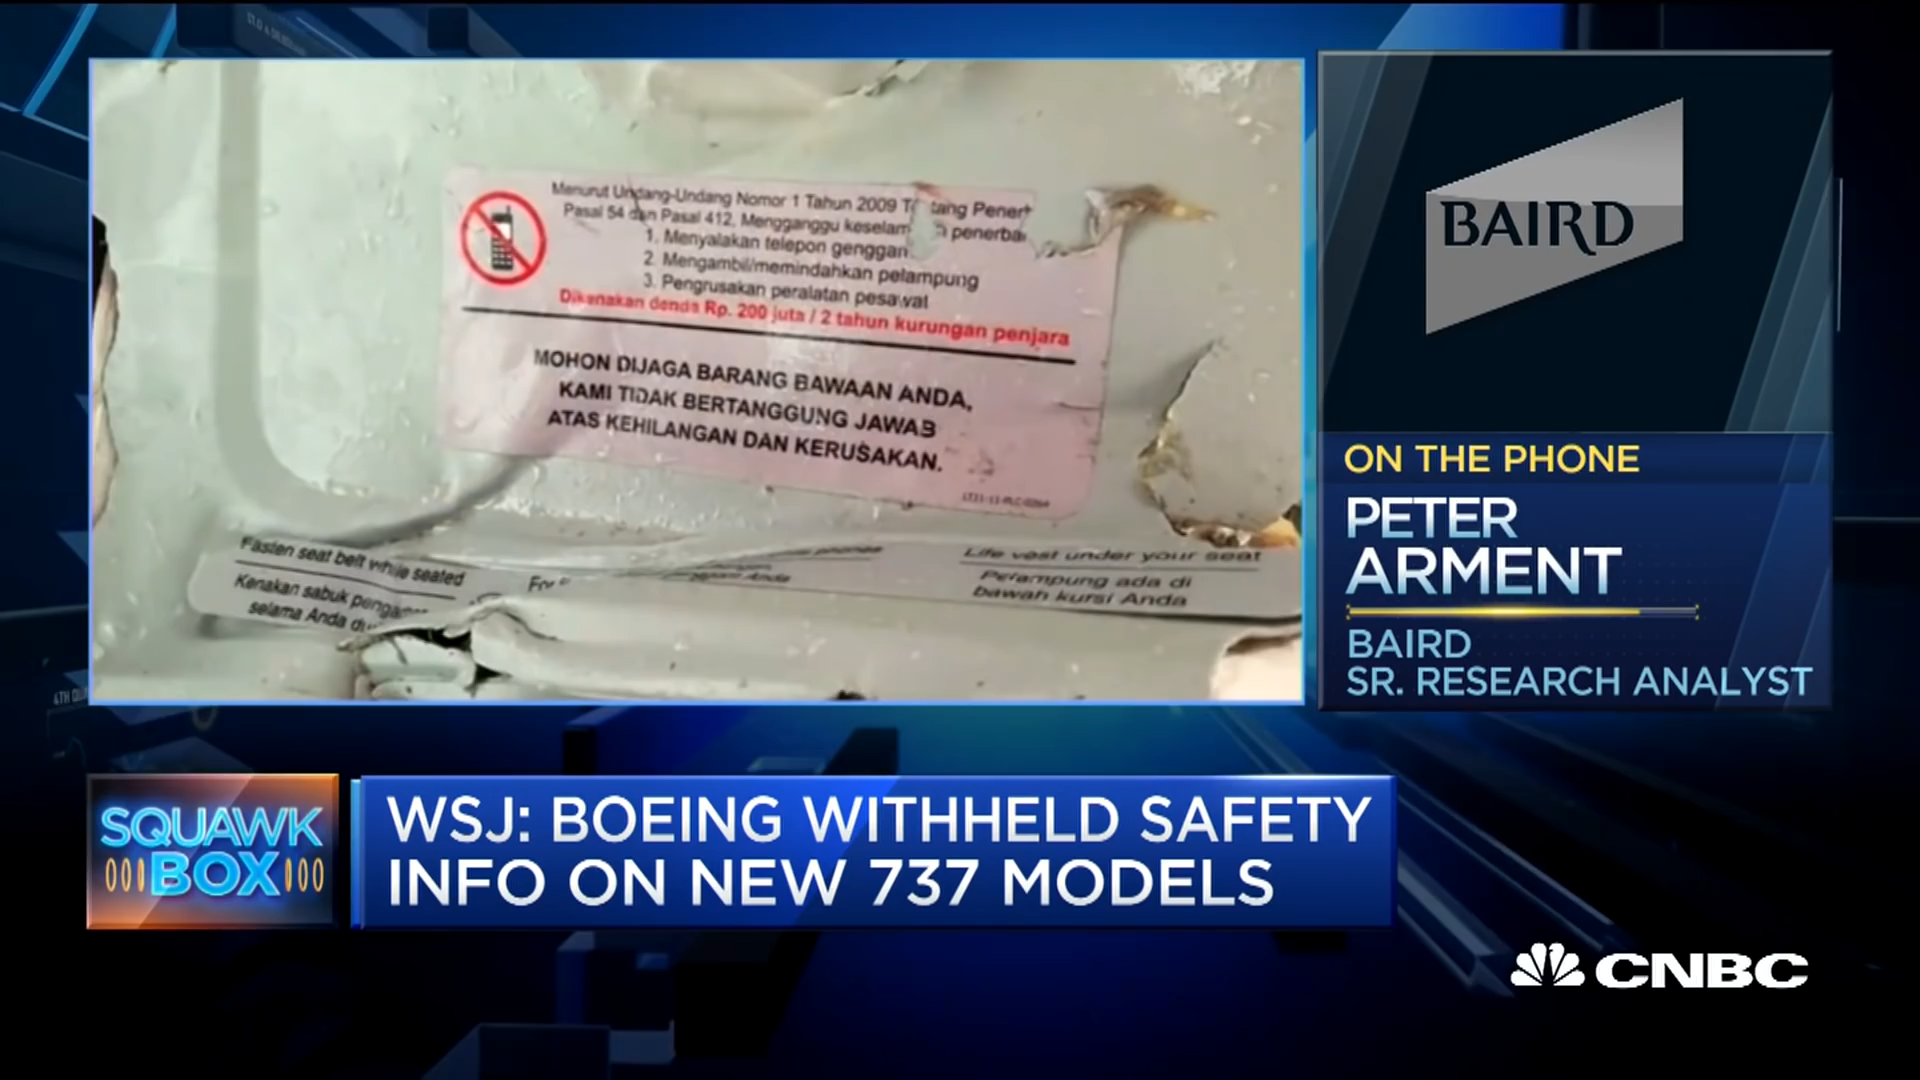 Menurut Undang-Undang Nomor 1 Tahun 2009
Pasal 54 dan Pasal 412, Mengganggu
1. Menyalakan telepon genggan
2. Mengambil/memindahkan pelampung
3. Pengrusakan peralatan pesawat
Dikenakan denda Rp. 200 juta / 2 tahun kurungan penjara
MOHON DIJAGA BARANG BAWAAN ANDA,
KAMI TIDAK BERTANGGUNG JAWAB
ATAS KEHILANGAN DAN KERUSAKAN.
Fasten seat belt while seated
Kenakan sabuk
selama Anda
Life vest under your seat
Pelampung ada di
bawah kursi Anda
BAIRD
ON THE PHONE
PETER
ARMENT
BAIRD
SR. RESEARCH ANALYST
SQUAWK
BOX
WSJ: BOEING WITHHELD SAFETY
INFO ON NEW 737 MODELS
CNBC